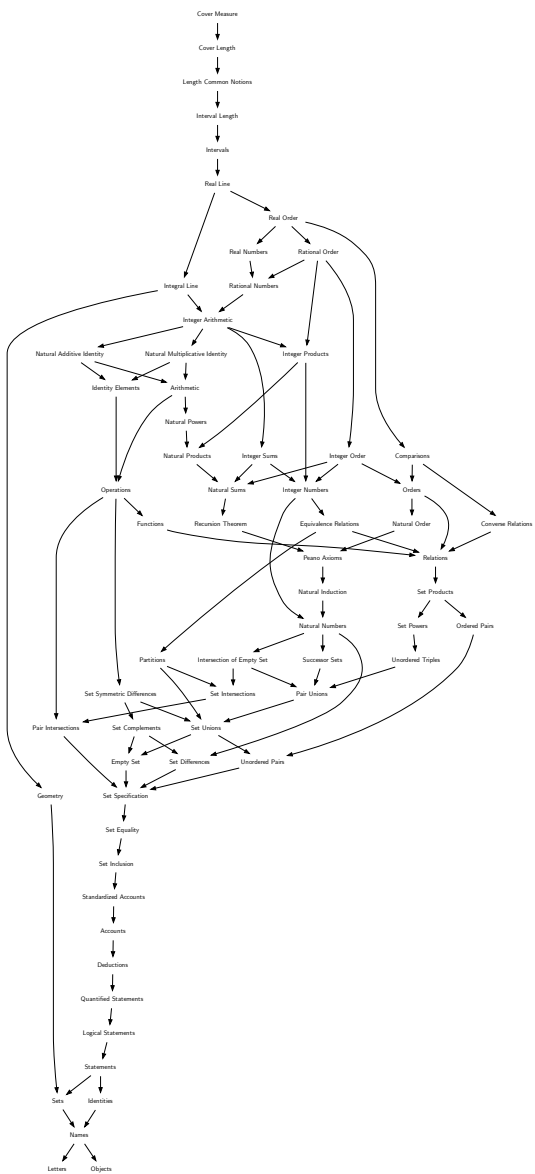 Cover Measure
Cover Length
Length Common Notions
Interval Length
Intervals
Real Line
Real Order
Real Numbers Rational Order
Integral Line Rational Numbers
Integer Arithmetic
Natural Additive Identity Natural Multiplicative Identity Integer Products
Identity Elements Arithmetic
Natural Powers
Natural Products Integer Sums Integer Order Comparisons
Operations Natural Sums Integer Numbers Orders
Functions Recursion Theorem Equivalence Relations Natural Order Converse Relations
Peano Axioms Relations
Natural Induction Set Products
Natural Numbers Set Powers Ordered Pairs
Partitions Intersection of Empty Set Successor Sets Unordered Triples
Set Symmetric Differences Set Intersections Pair Unions
Pair Intersections Set Complements Set Unions
Empty Set Set Differences Unordered Pairs
Geometry Set Specification
Set Equality
Set Inclusion
Standardized Accounts
Accounts
Deductions
Quantified Statements
Logical Statements
Statements
Sets Identities
Names
Letters Objects